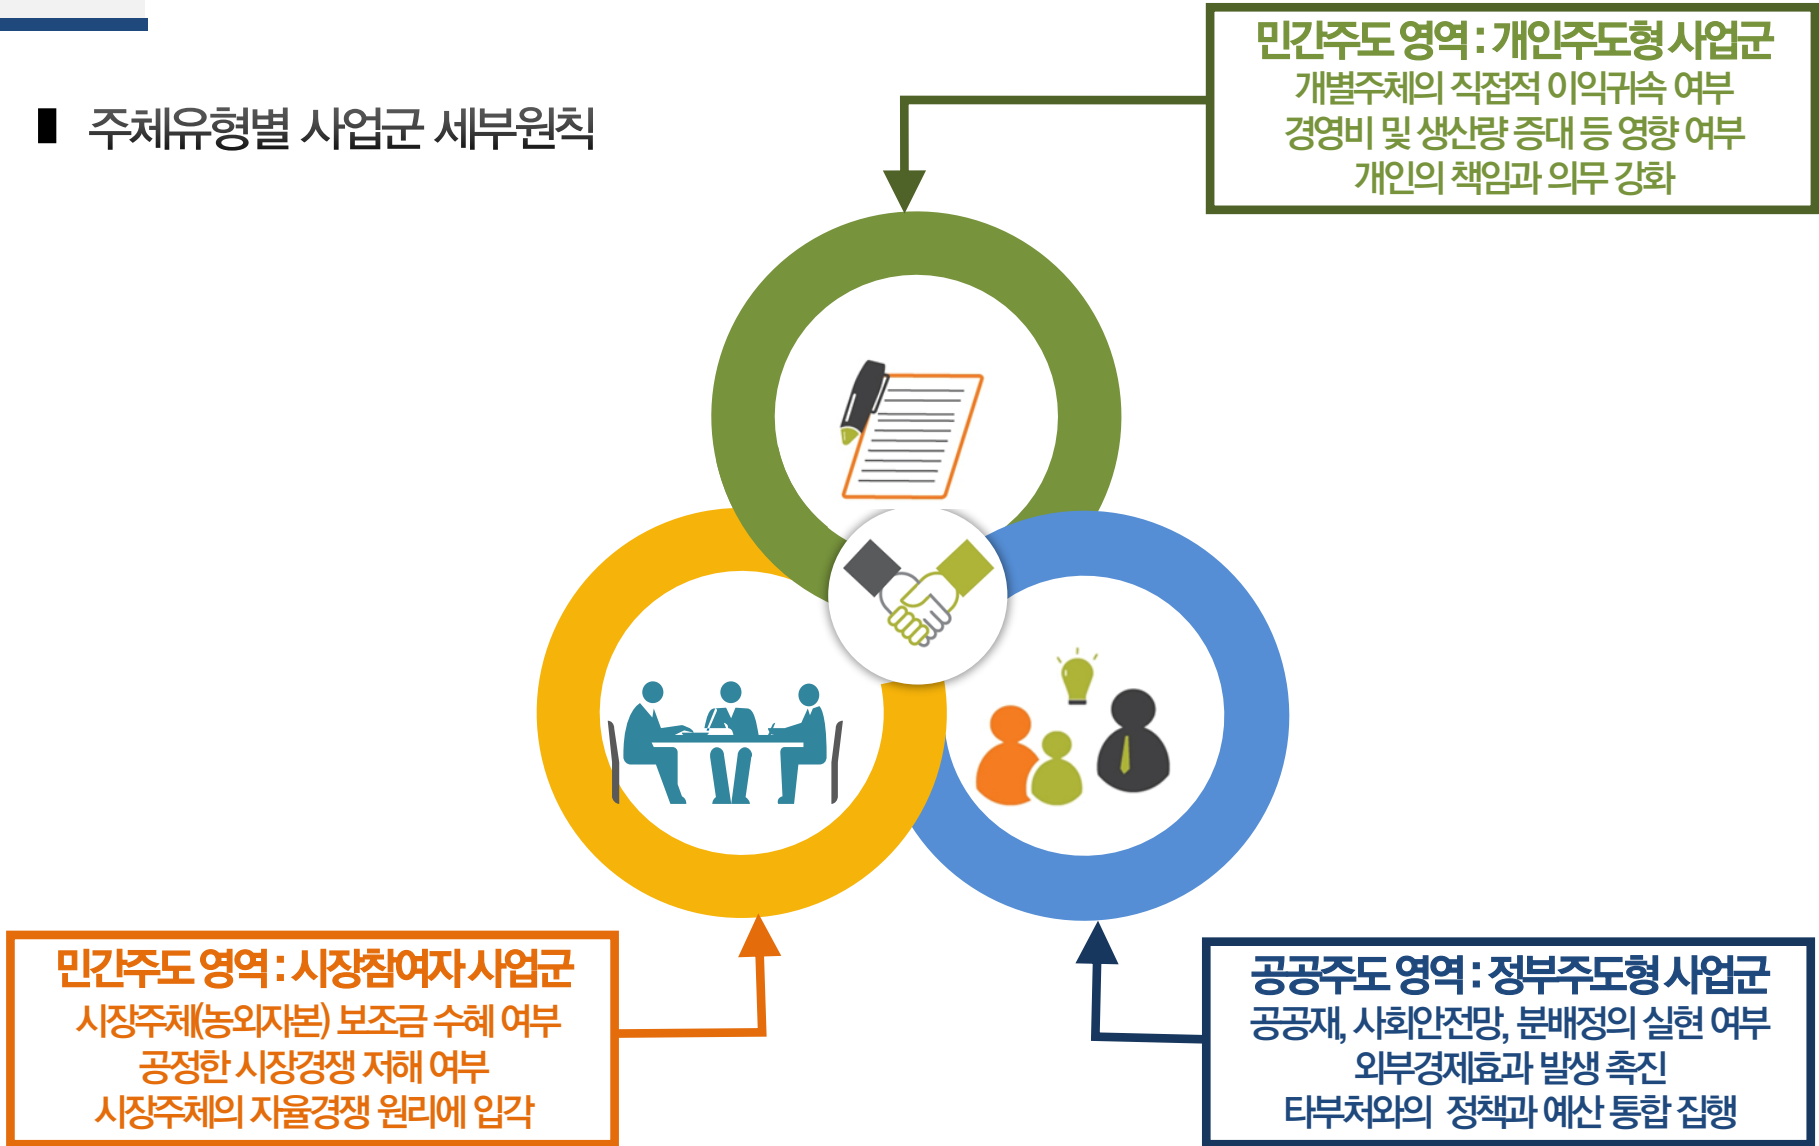 주체유형별 사업군 세부원칙
민간주도 영역 : 개인주도형 사업군
개별주체의 직접적 이익귀속 여부
경영비 및 생산량 증대 등 영향 여부
개인의 책임과 의무 강화
민간주도 영역 : 시장참여자 사업군
시장주체(농외자본) 보조금 수혜 여부
공정한 시장경쟁 저해 여부
시장주체의 자율경쟁 원리에 입각
공공주도 영역 : 정부주도형 사업군
공공재, 사회안전망, 분배정의 실현 여부
외부경제효과 발생 촉진
타부처와의 정책과 예산 통합 집행